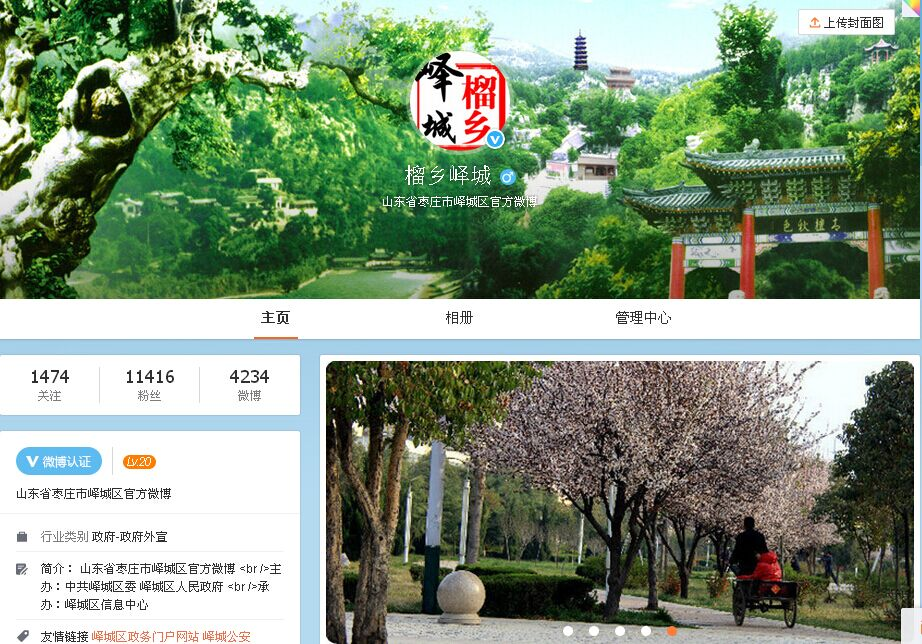 上传封面图
峄城
榴乡
榴乡峄城
山东省枣庄市峄城区官方微博
主页 相册 管理中心
1474 11416 4234
关注 粉丝 微博
V 微博认证 Lv.20
山东省枣庄市峄城区官方微博
行业类别 政府-政府外宣
简介： 山东省枣庄市峄城区官方微博 <br />主
办：中共峄城区委 峄城区人民政府 <br />承
办：峄城区信息中心
友情链接 峄城区政务门户网站 峄城公安